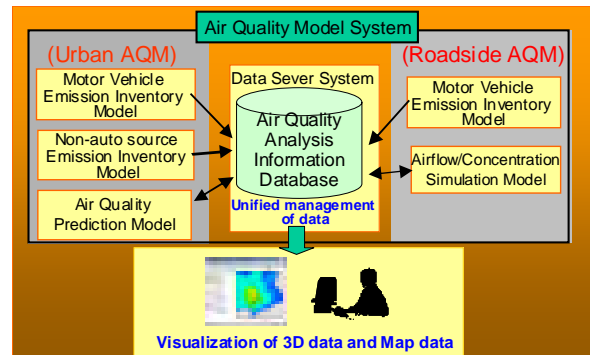 Air Quality Model System
(Urban AQM)
Motor Vehicle
Emission Inventory
Model
Non-auto source
Emission Inventory
Model
Air Quality
Prediction Model
Data Sever System
Air Quality
Analysis
Information
Database
Unified management
of data
(Roadside AQM)
Motor Vehicle
Emission Inventory
Model
Airflow/Concentration
Simulation Model
Visualization of 3D data and Map data